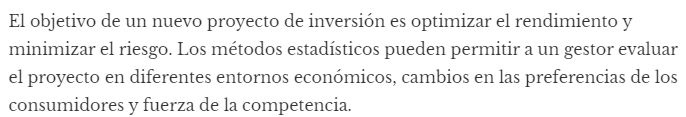 El objetivo de un nuevo proyecto de inversión es optimizar el rendimiento y
minimizar el riesgo. Los métodos estadísticos pueden permitir a un gestor evaluar
el proyecto en diferentes entornos económicos, cambios en las preferencias de los
consumidores y fuerza de la competencia.